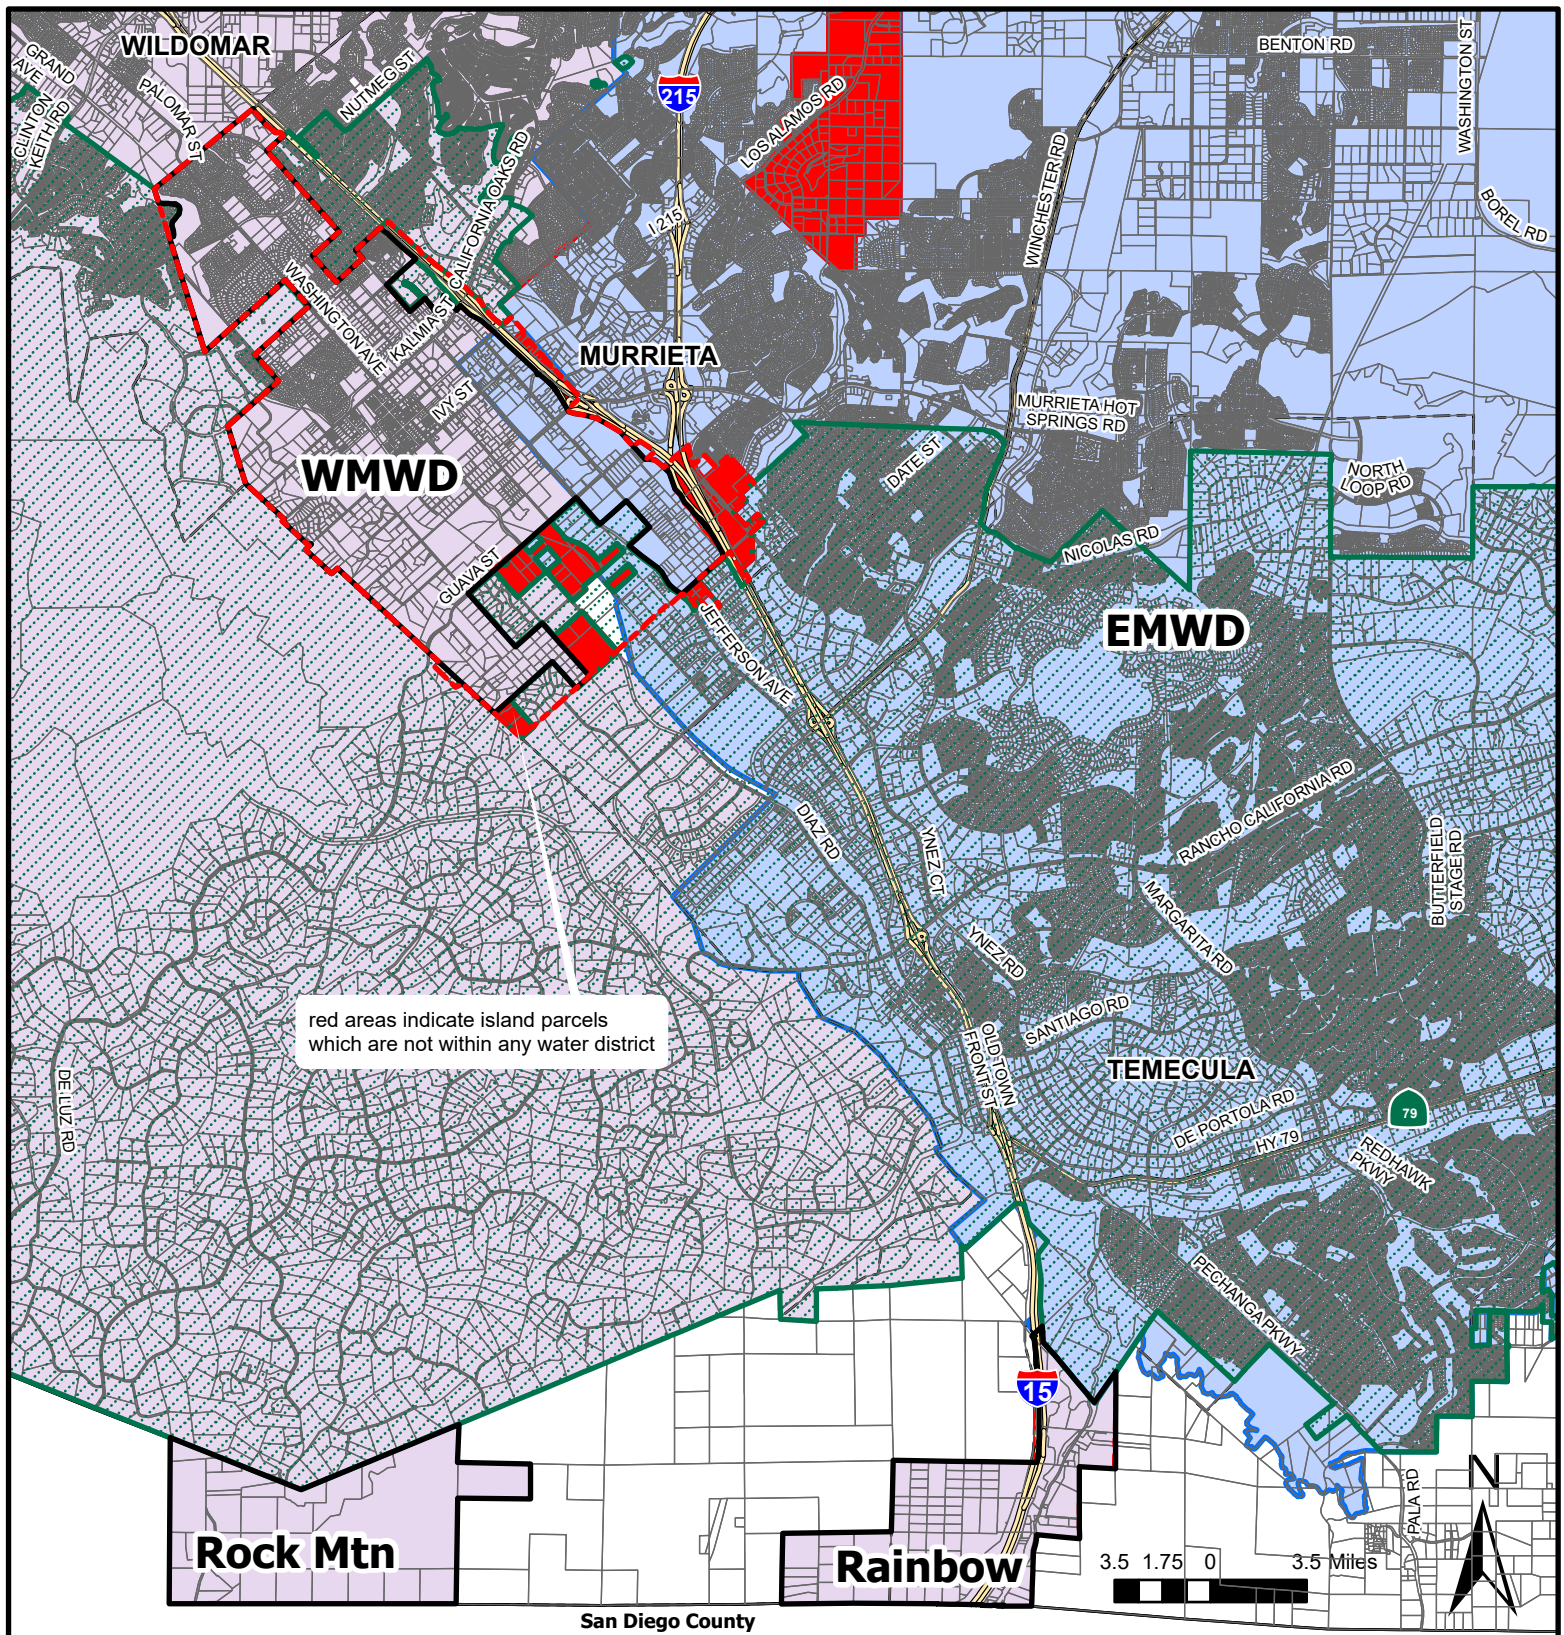 WILDOMAR
GRAND
AVE
CLINTON
KEITH RD
PALOMAR ST
NUTMEG ST
CALIFORNIA OAKS RD
215
I 215
LOS ALAMOS RD
WINCHESTER RD
BENTON RD
WASHINGTON ST
BOREL RD
WASHINGTON AVE
KALMIA ST
IVY ST
MURRIETA
MURRIETA HOT
SPRINGS RD
DATE ST
NORTH
LOOP RD
WMWD
GUAVA ST
NICOLAS RD
EMWD
JEFFERSON AVE
DIAZ RD
YNEZ CT
RANCHO CALIFORNIA RD
MARGARITA RD
BUTTERFIELD
STAGE RD
YNEZ RD
SANTIAGO RD
red areas indicate island parcels
which are not within any water district
OLD TOWN
FRONT ST
TEMECULA
DE LUZ RD
DE PORTOLA RD
79
HY 79
REDHAWK
PKWY
PECHANGA PKWY
15
PALA RD
N
Rock Mtn
Rainbow
3.5 1.75 0 3.5 Miles
San Diego County